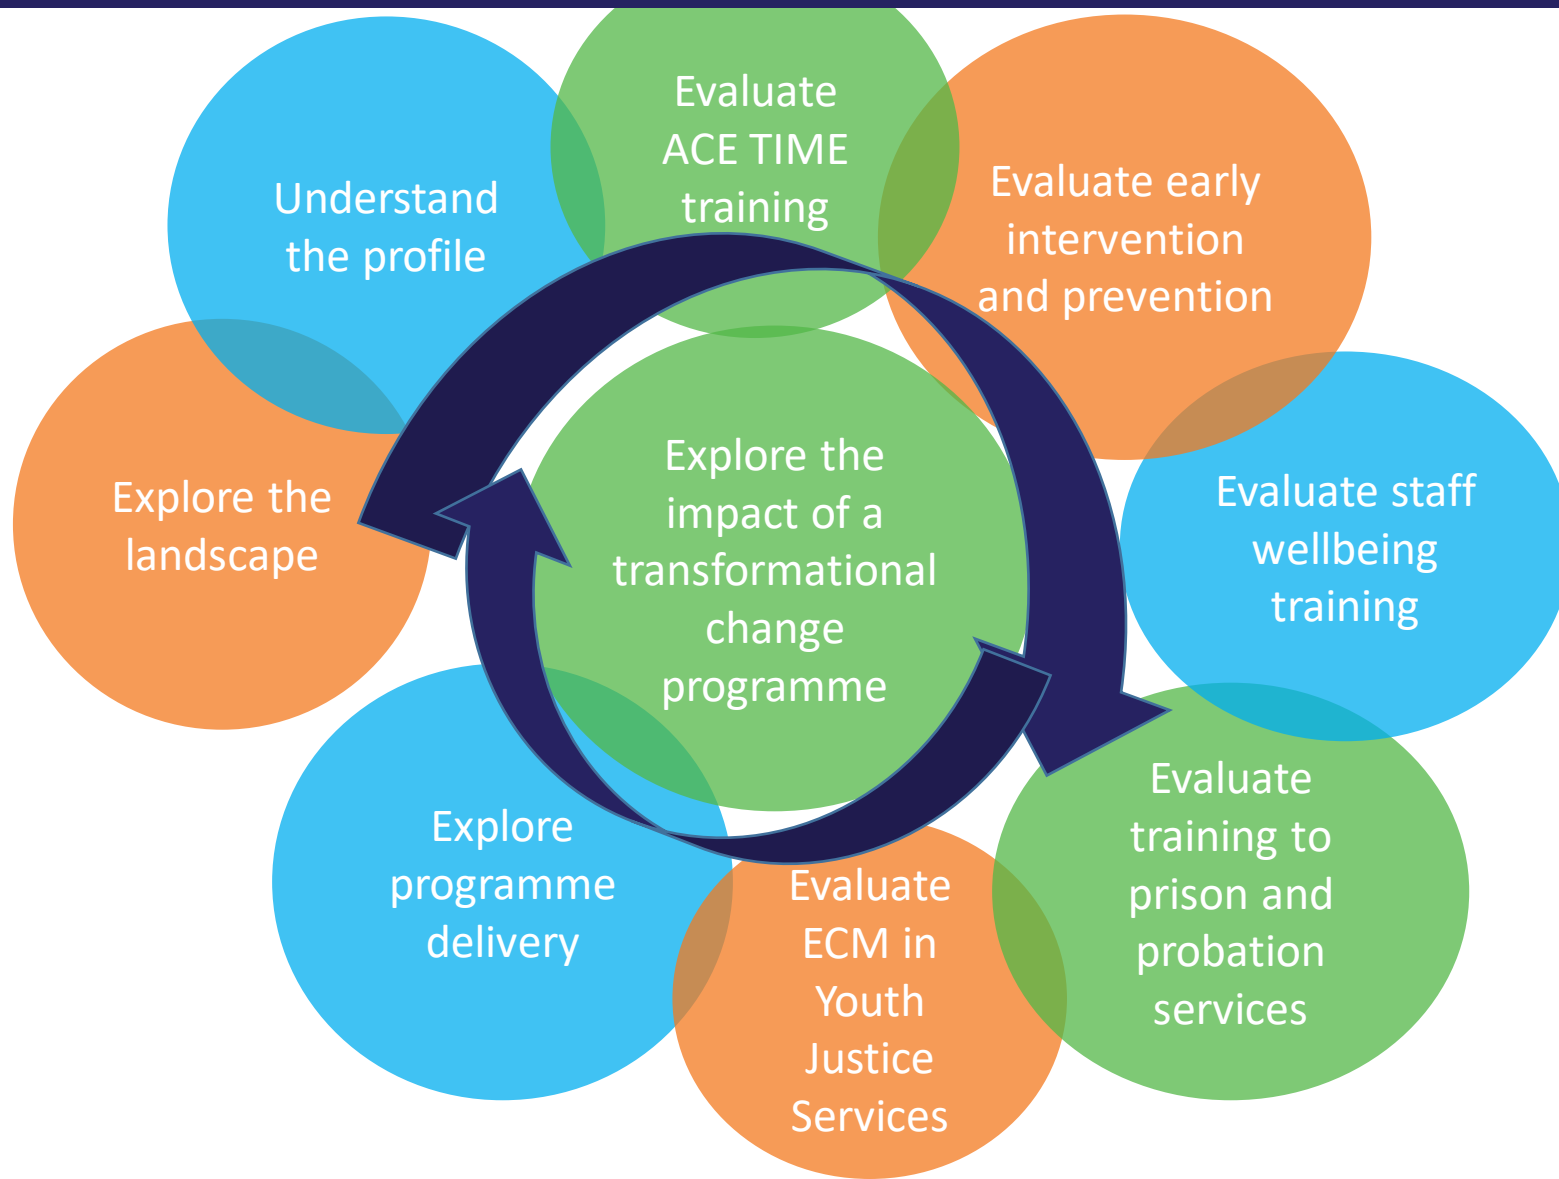 Evaluate
ACE TIME
training
Evaluate early
intervention
and prevention
Understand
the profile
Evaluate staff
wellbeing
training
Explore the
impact of a
transformational
change
programme
Explore the
landscape
Evaluate
training to
prison and
probation
services
Explore
programme
delivery
Evaluate
ECM in
Youth
Justice
Services